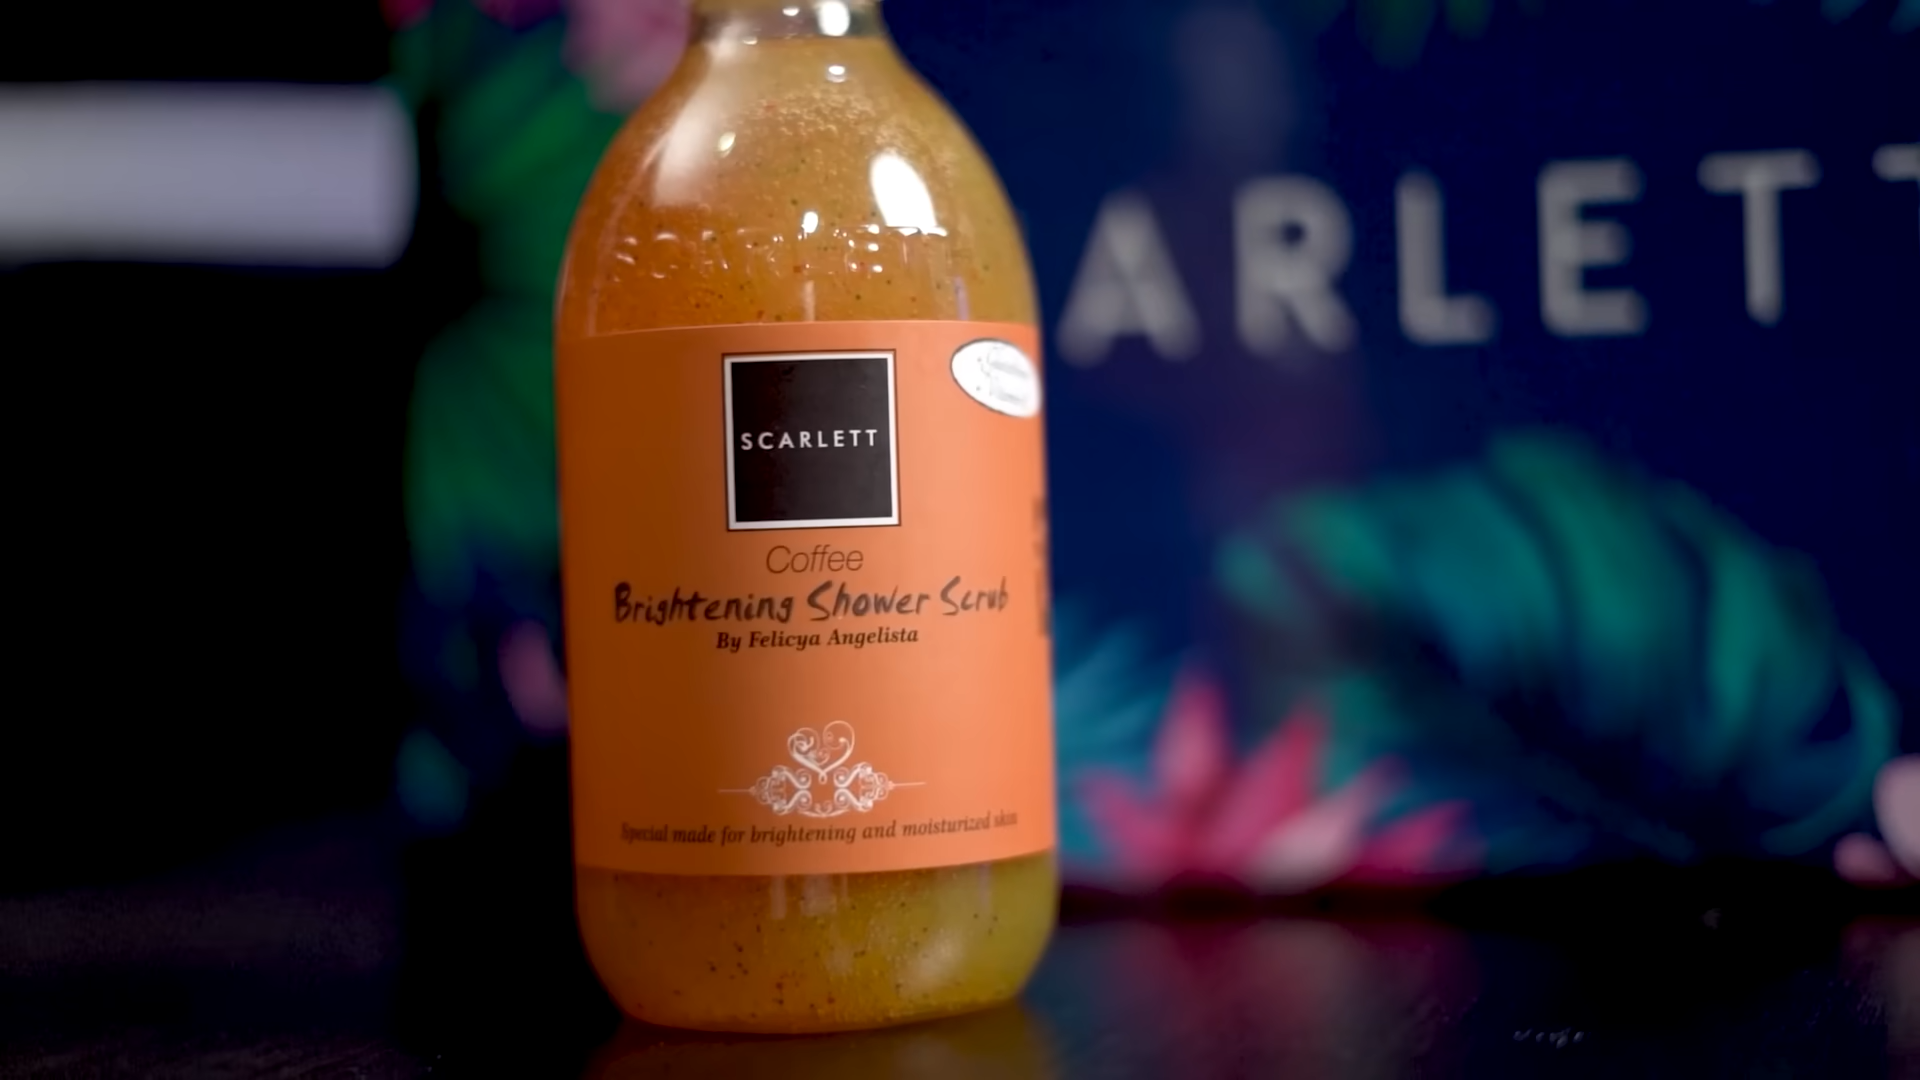 ARLETT
SCARLETT
Coffee
Brightening Shower Scrub
By Felicya Angelista
Special made for brightening and moisturized skin